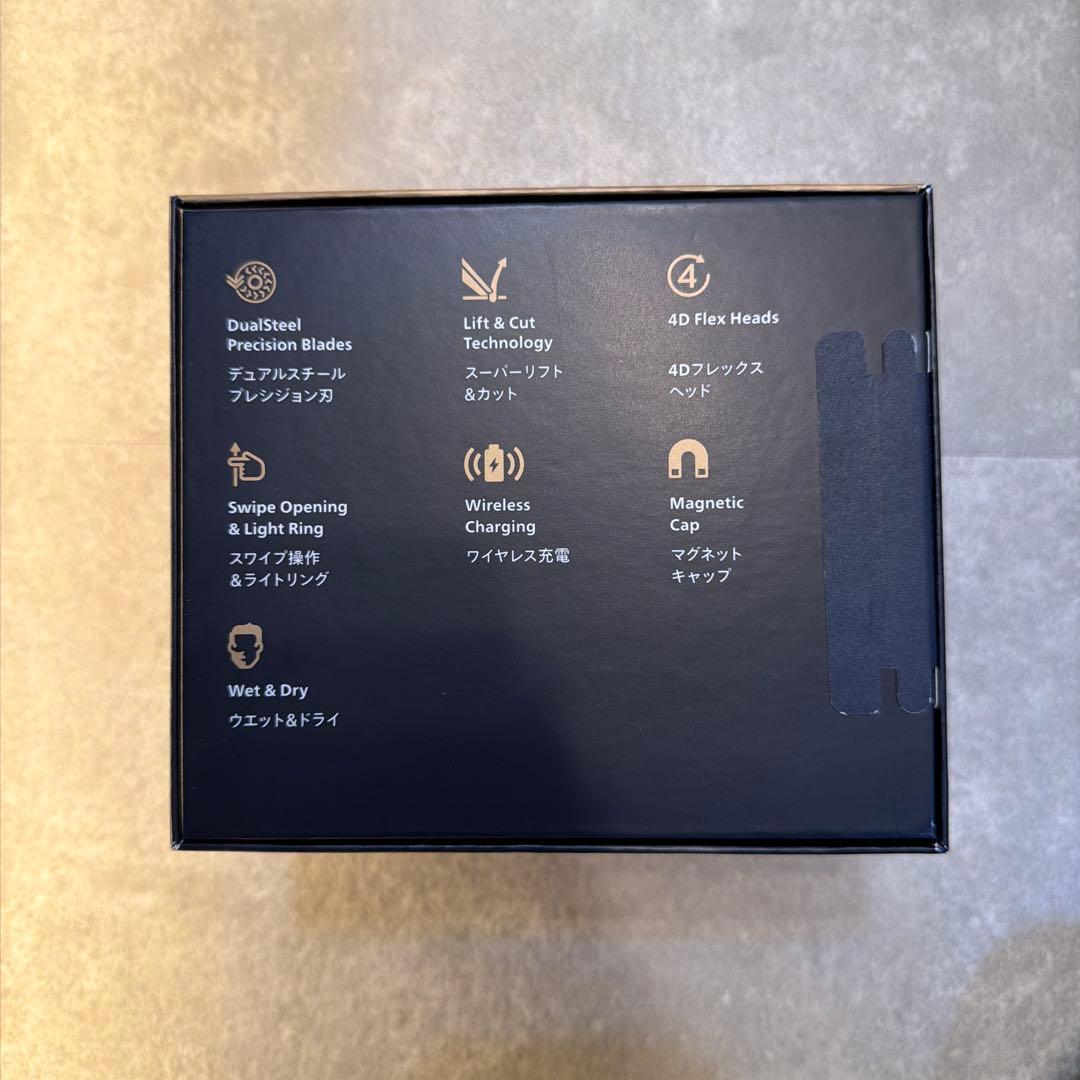 4
DualSteel
Precision Blades
デュアルスチール
プレシジョン刃
Lift & Cut
Technology
スーパーリフト
&カット
4D Flex Heads
4Dフレックス
ヘッド
Swipe Opening
& Light Ring
スワイプ操作
&ライトリング
Wireless
Charging
ワイヤレス充電
Magnetic
Cap
マグネット
キャップ
Wet & Dry
ウエット&ドライ